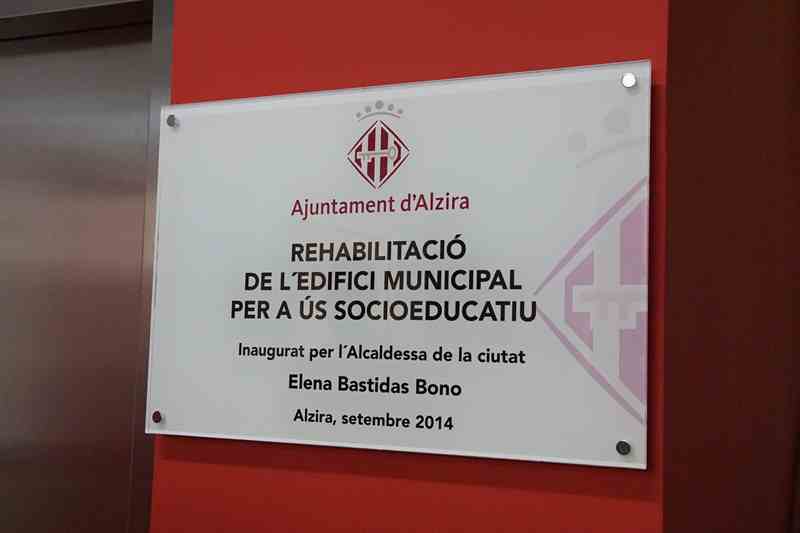 Ajuntament d'Alzira
REHABILITACIÓ
DE L´EDIFICI MUNICIPAL
PER A ÚS SOCIOEDUCATIU
Inaugurat per l´Alcaldessa de la ciutat
Elena Bastidas Bono
Alzira, setembre 2014